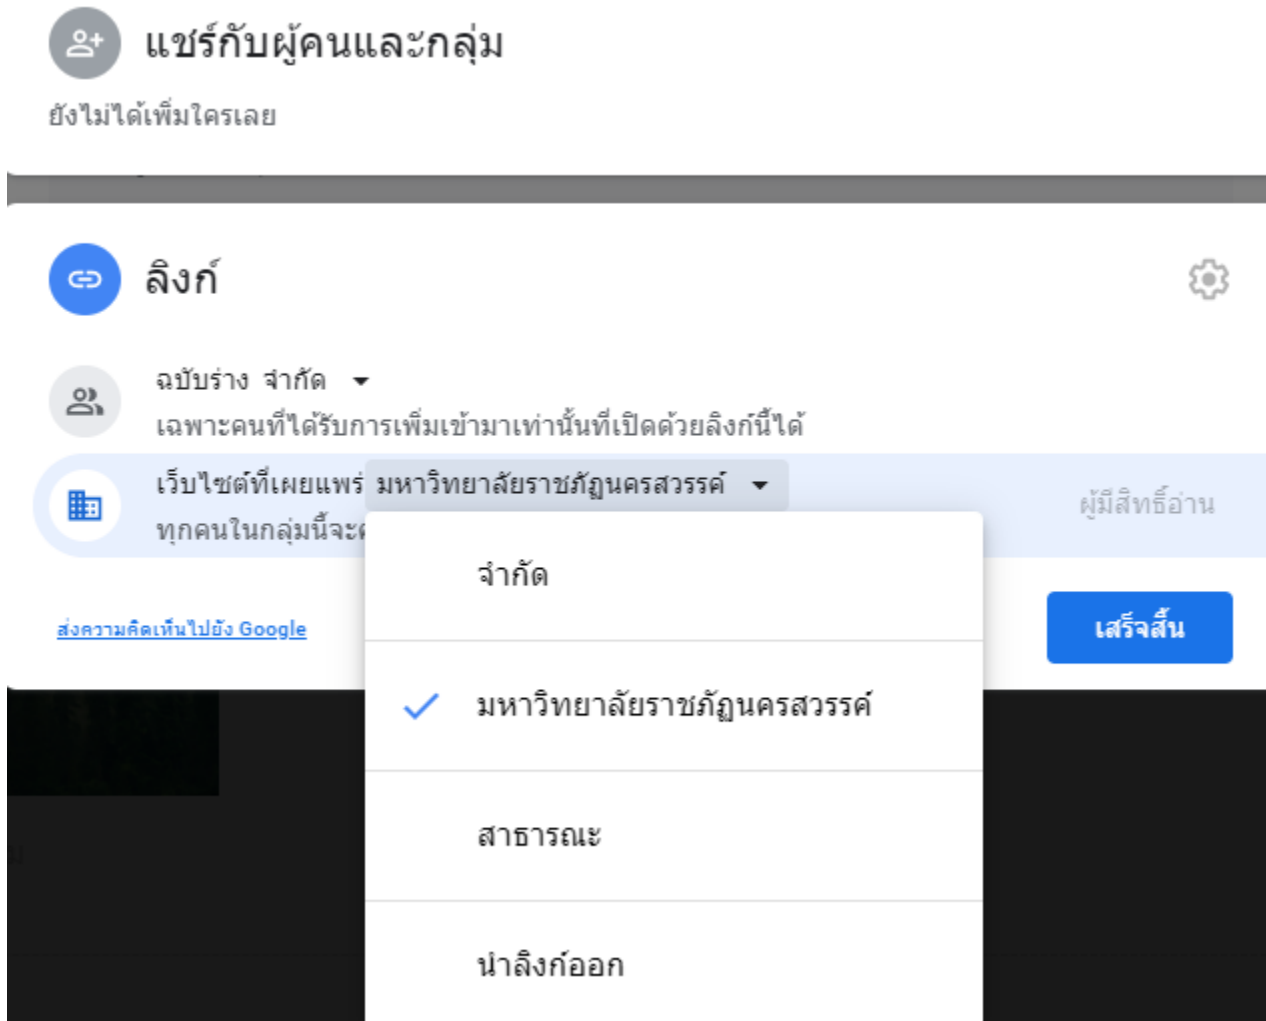 แชร์กับผู้คนและกลุ่ม
ยังไม่ได้เพิ่มใครเลย
ลิงก์
ฉบับร่าง จำกัด
เฉพาะคนที่ได้รับการเพิ่มเข้ามาเท่านั้นที่เปิดด้วยลิงก์นี้ได้
เว็บไซต์ที่เผยแพร่ มหาวิทยาลัยราชภัฏนครสวรรค์
ทุกคนในกลุ่มนี้จะ
ผู้มีสิทธิ์อ่าน
จำกัด
มหาวิทยาลัยราชภัฏนครสวรรค์
สาธารณะ
นำลิงก์ออก
ส่งความคิดเห็นไปยัง Google
เสร็จสิ้น